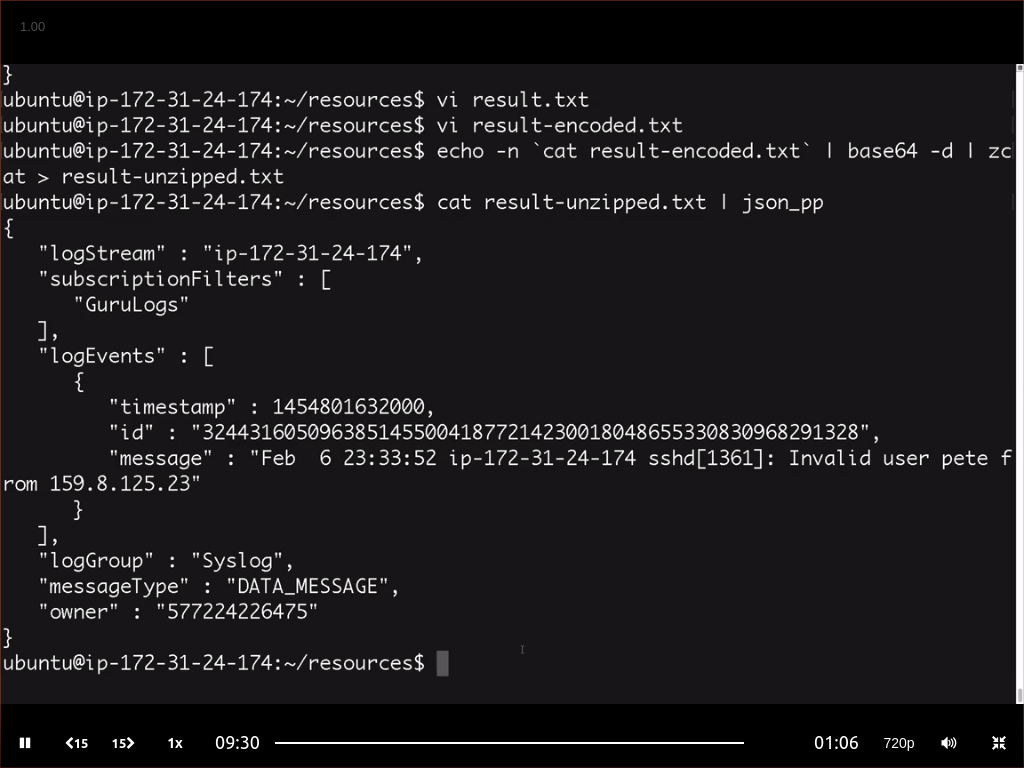 1.00
}
ubuntu@ip-172-31-24-174:~/resources$ vi result.txt
ubuntu@ip-172-31-24-174:~/resources$ vi result-encoded.txt
ubuntu@ip-172-31-24-174:~/resources$ echo -n `cat result-encoded.txt` | base64 -d | zc
at > result-unzipped.txt
ubuntu@ip-172-31-24-174:~/resources$ cat result-unzipped.txt | json_pp
{
   "logStream" : "ip-172-31-24-174",
   "subscriptionFilters" : [
      "GuruLogs"
   ],
   "logEvents" : [
      {
         "timestamp" : 1454801632000,
         "id" : "32443160509638514550041877214230018048655330830968291328",
         "message" : "Feb  6 23:33:52 ip-172-31-24-174 sshd[1361]: Invalid user pete f
rom 159.8.125.23"
      }
   ],
   "logGroup" : "Syslog",
   "messageType" : "DATA_MESSAGE",
   "owner" : "577224226475"
}
ubuntu@ip-172-31-24-174:~/resources$
15 15 1x 09:30 01:06 720p